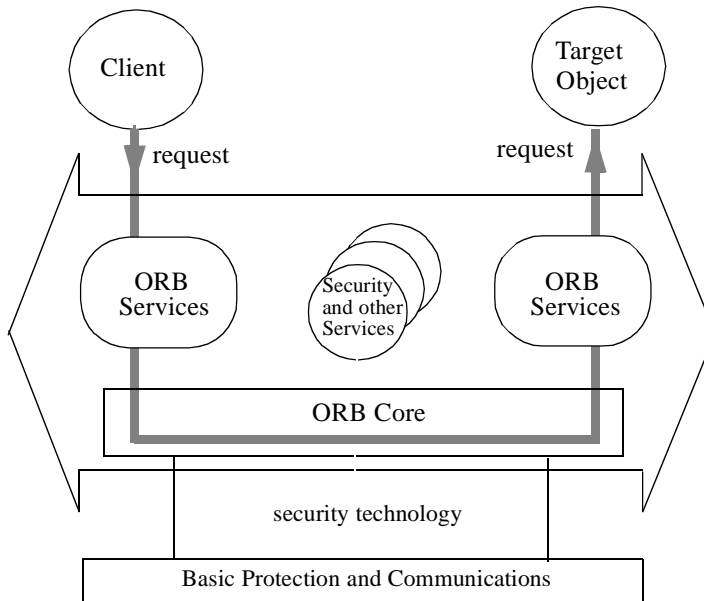 Client
Target
Object
request
request
ORB
Services
Security
and other
Services
ORB
Services
ORB Core
security technology
Basic Protection and Communications